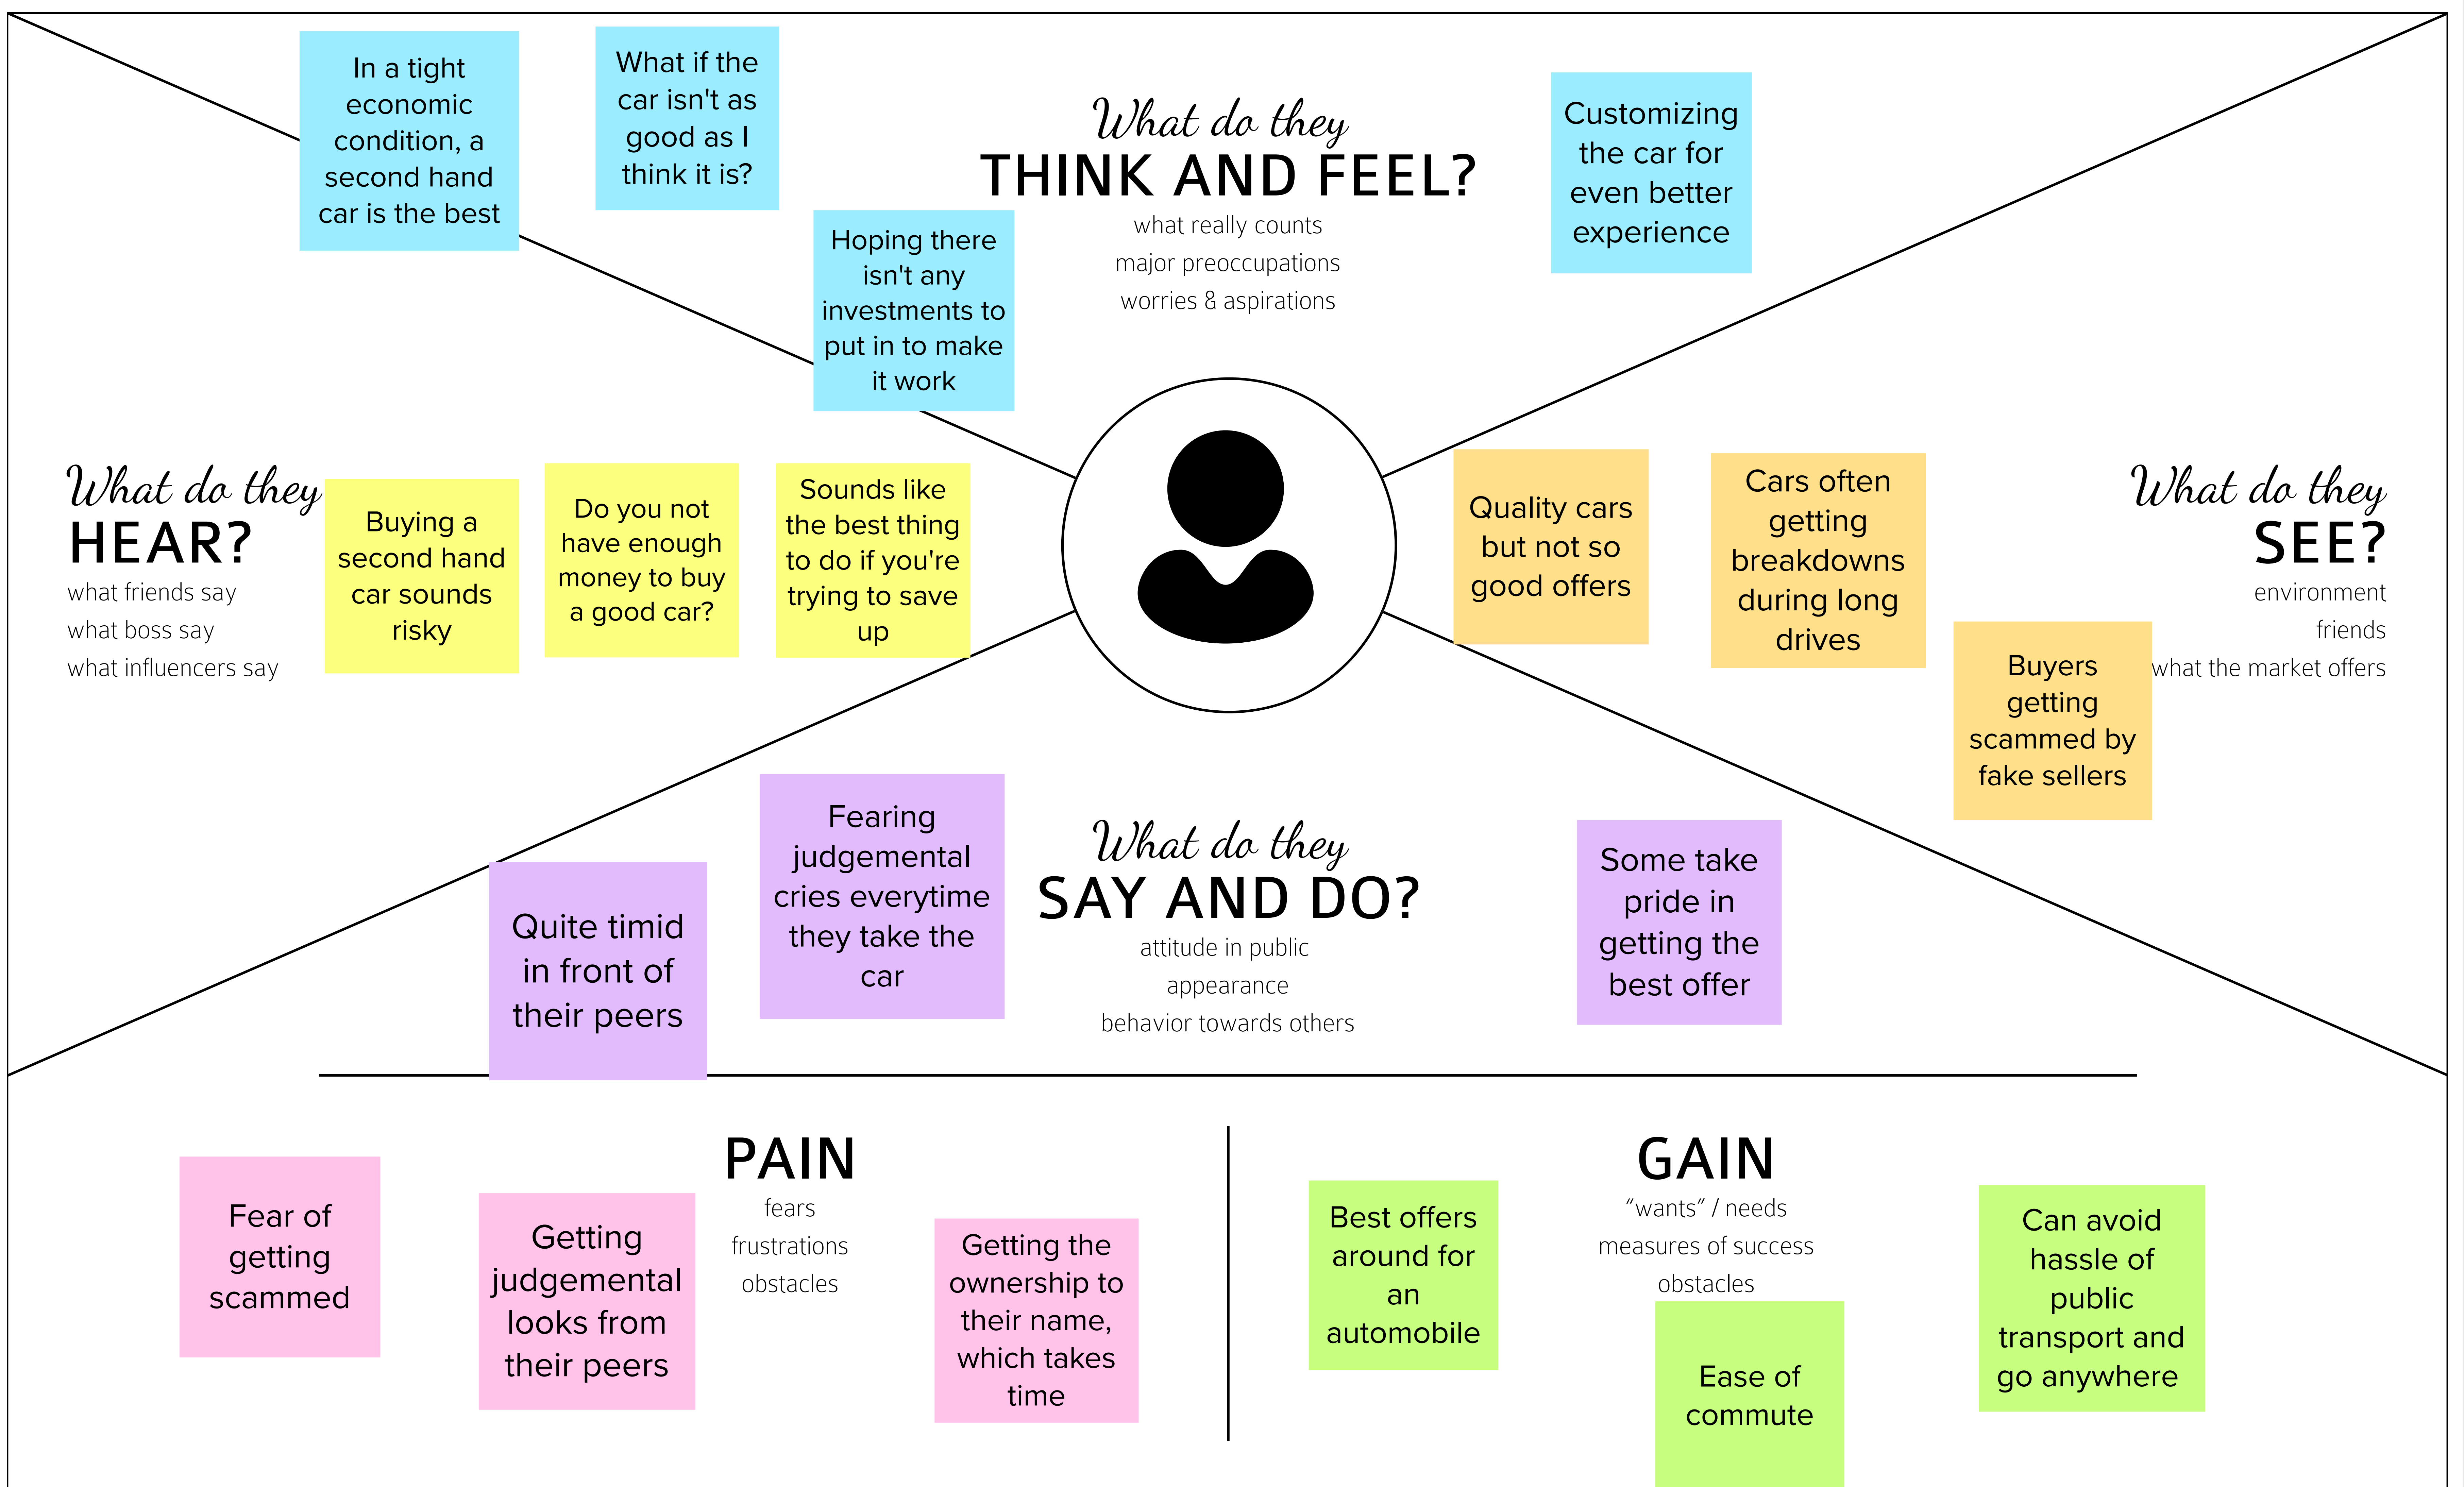 In a tight
economic
condition, a
second hand
car is the best
What if the
car isn't as
good as I
think it is?
Hoping there
isn't any
investments to
put in to make
it work
What do they
THINK AND FEEL?
what really counts
major preoccupations
worries & aspirations
Customizing
the car for
even better
experience
What do they
HEAR?
what friends say
what boss say
what influencers say
Buying a
second hand
car sounds
risky
Do you not
have enough
money to buy
a good car?
Sounds like
the best thing
to do if you're
trying to save
up
Quality cars
but not so
good offers
Cars often
getting
breakdowns
during long
drives
Buyers
getting
scammed by
fake sellers
What do they
SEE?
environment
friends
what the market offers
Quite timid
in front of
their peers
Fearing
judgemental
cries everytime
they take the
car
What do they
SAY AND DO?
attitude in public
appearance
behavior towards others
Some take
pride in
getting the
best offer
Fear of
getting
scammed
Getting
judgemental
looks from
their peers
PAIN
fears
frustrations
obstacles
Getting the
ownership to
their name,
which takes
time
Best offers
around for
an
automobile
GAIN
“wants” / needs
measures of success
obstacles
Ease of
commute
Can avoid
hassle of
public
transport and
go anywhere